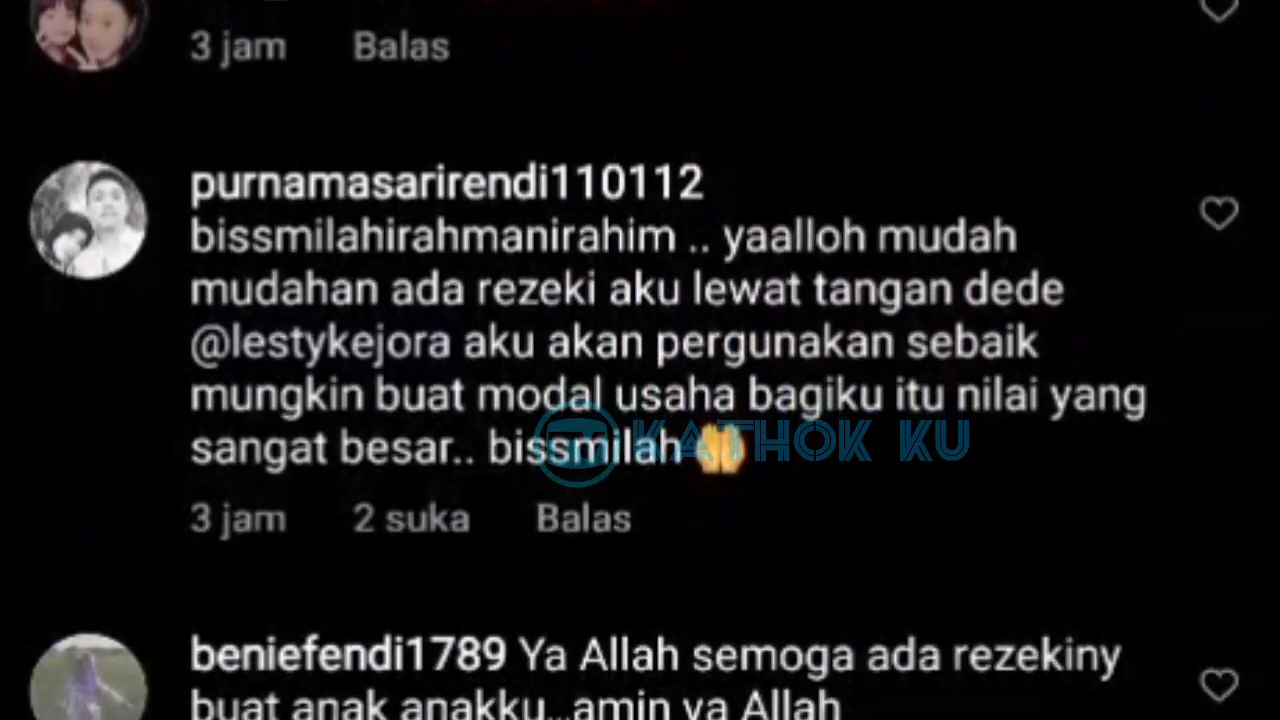 3 jam Balas
purnamasarirendi110112
bissmilahirahmanirahim .. yaalloh mudah
mudahan ada rezeki aku lewat tangan dede
@lestykejora aku akan pergunakan sebaik
mungkin buat modal usaha bagiku itu nilai yang
sangat besar.. bissmilah 🤲
KATHOK KU
3 jam 2 suka Balas
beniefendi1789 Ya Allah semoga ada rezekiny
buat anak anakku...amin ya Allah